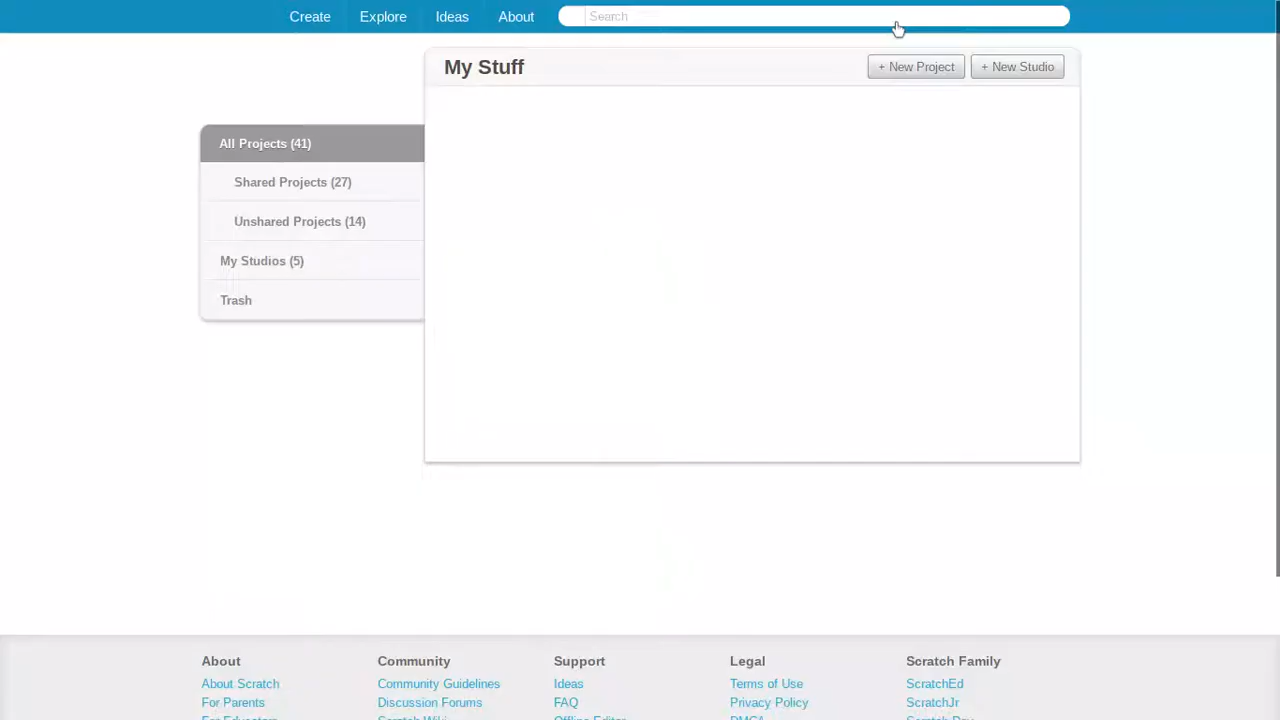 Create Explore Ideas About Search
My Stuff + New Project + New Studio
All Projects (41)
Shared Projects (27)
Unshared Projects (14)
My Studios (5)
Trash
About Community Support Legal Scratch Family
About Scratch Community Guidelines Ideas Terms of Use ScratchEd
For Parents Discussion Forums FAQ Privacy Policy ScratchJr
For Educators Scratch Wiki Offline Editor DMCA Scratch Day